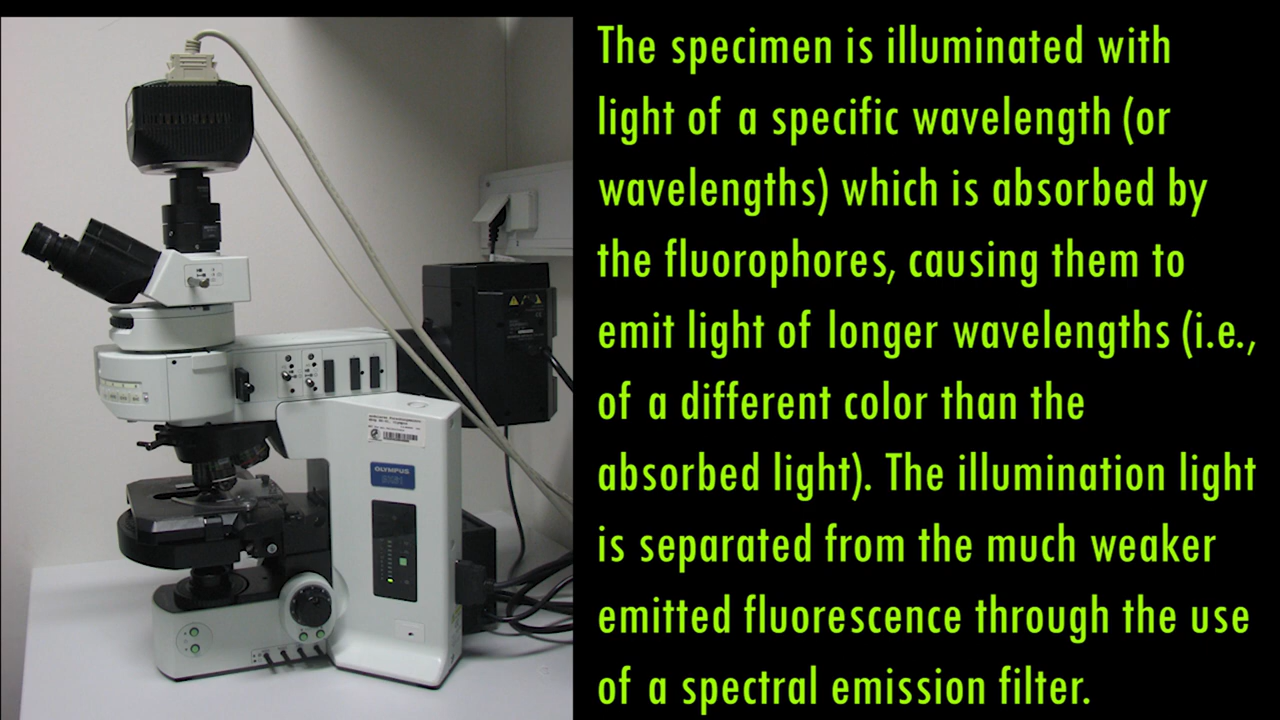 The specimen is illuminated with
light of a specific wavelength (or
wavelengths) which is absorbed by
the fluorophores, causing them to
emit light of longer wavelengths (i.e.,
of a different color than the
absorbed light). The illumination light
is separated from the much weaker
emitted fluorescence through the use
of a spectral emission filter.
OLYMPUS